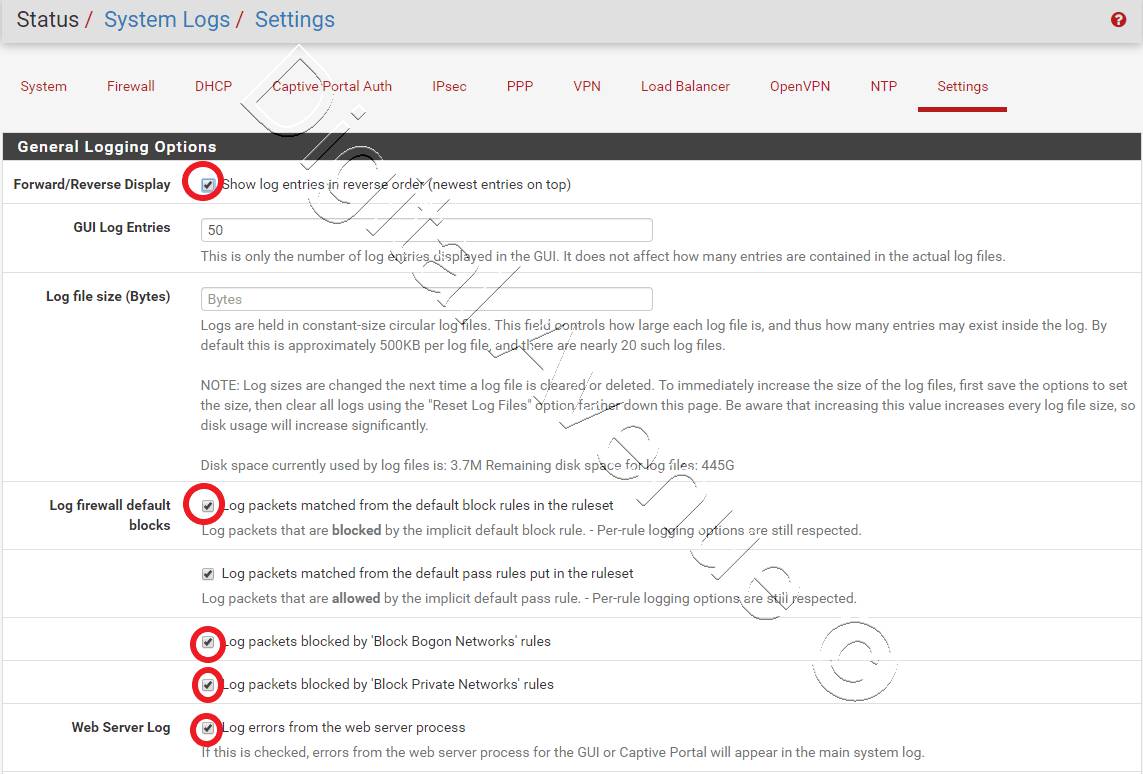 Status / System Logs / Settings
System Firewall DHCP Captive Portal Auth IPsec PPP VPN Load Balancer OpenVPN NTP Settings
General Logging Options
Forward/Reverse Display Show log entries in reverse order (newest entries on top)
GUI Log Entries 50
This is only the number of log entries displayed in the GUI. It does not affect how many entries are contained in the actual log files.
Log file size (Bytes) Bytes
Logs are held in constant-size circular log files. This field controls how large each log file is, and thus how many entries may exist inside the log. By
default this is approximately 500KB per log file, and there are nearly 20 such log files.
NOTE: Log sizes are changed the next time a log file is cleared or deleted. To immediately increase the size of the log files, first save the options to set
the size, then clear all logs using the "Reset Log Files" option farther down this page. Be aware that increasing this value increases every log file size, so
disk usage will increase significantly.
Disk space currently used by log files is: 3.7M Remaining disk space for log files: 445G
Log firewall default Log packets matched from the default block rules in the ruleset
blocks
Log packets that are blocked by the implicit default block rule. - Per-rule logging options are still respected.
Log packets matched from the default pass rules put in the ruleset
Log packets that are allowed by the implicit default pass rule. - Per-rule logging options are still respected.
Log packets blocked by 'Block Bogon Networks' rules
Log packets blocked by 'Block Private Networks' rules
Web Server Log Log errors from the web server process
If this is checked, errors from the web server process for the GUI or Captive Portal will appear in the main system log.
Digital Avenue ©